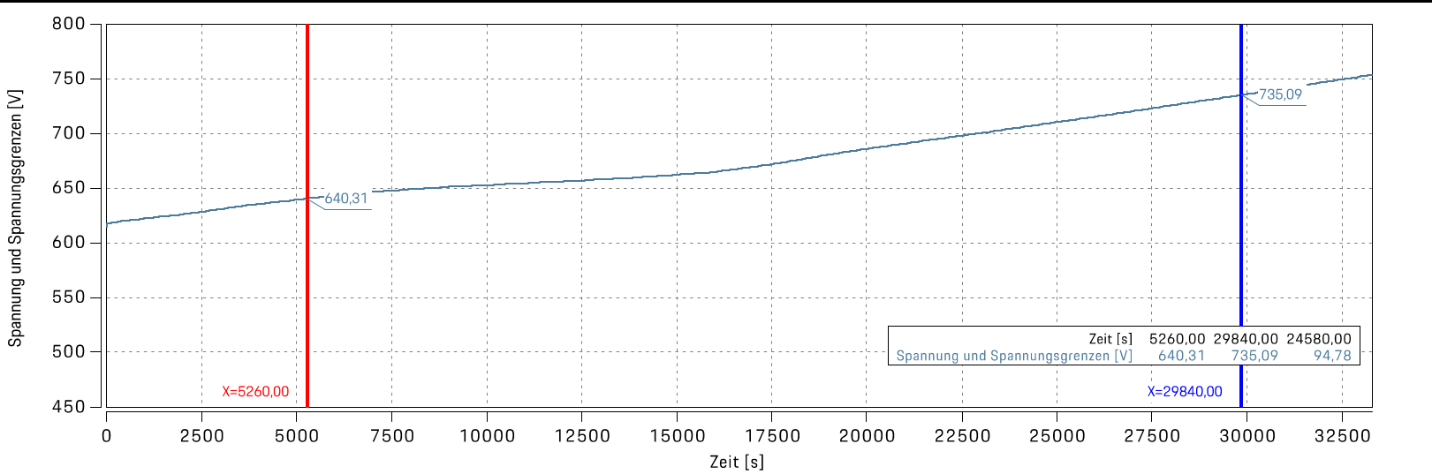 800
750
700
650
600
550
500
450
Spannung und Spannungsgrenzen [V]
640,31
735,09
Zeit [s] 5260,00 29840,00 24580,00
Spannung und Spannungsgrenzen [V] 640,31 735,09 94,78
X=5260,00
X=29840,00
0 2500 5000 7500 10000 12500 15000 17500 20000 22500 25000 27500 30000 32500
Zeit [s]